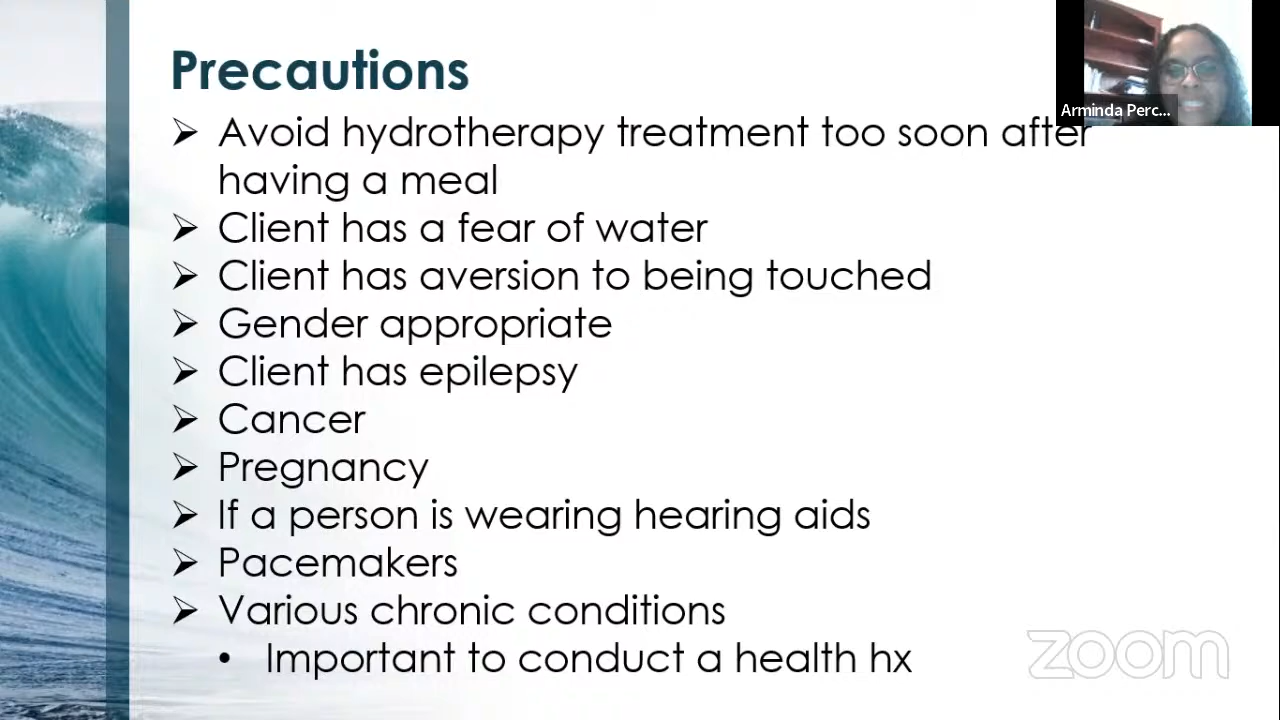 Precautions
➢ Avoid hydrotherapy treatment too soon after
having a meal
➢ Client has a fear of water
➢ Client has aversion to being touched
➢ Gender appropriate
➢ Client has epilepsy
➢ Cancer
➢ Pregnancy
➢ If a person is wearing hearing aids
➢ Pacemakers
➢ Various chronic conditions
• Important to conduct a health hx
Arminda Perc...
zoom